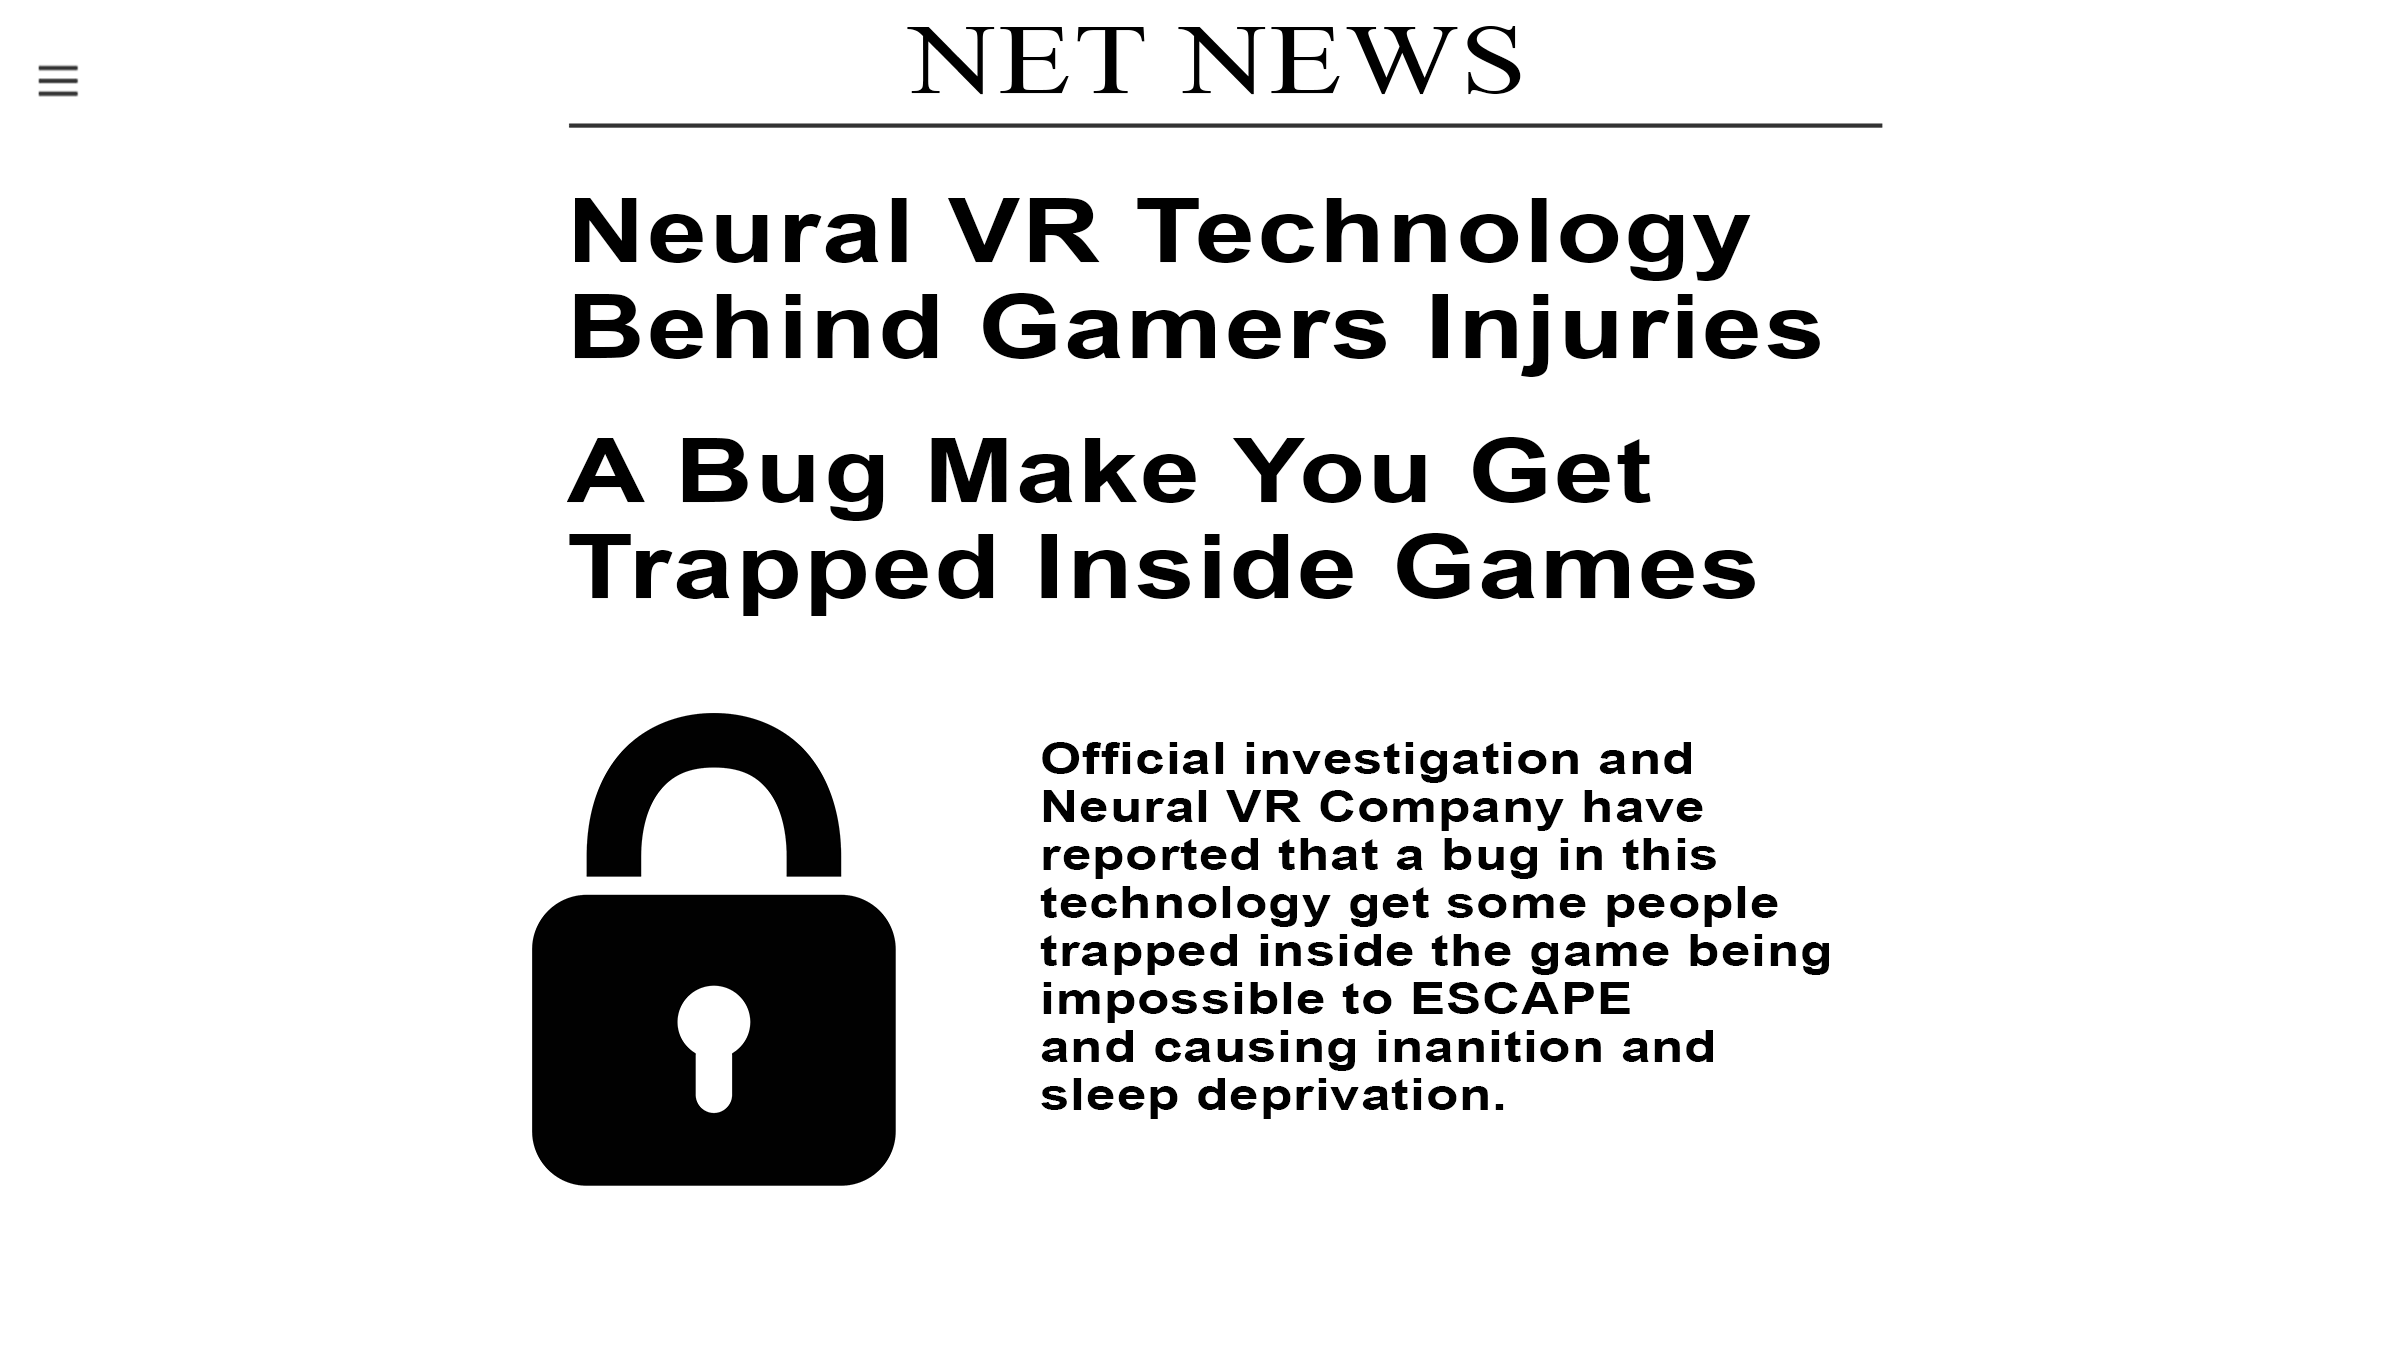 NET NEWS
Neural VR Technology
Behind Gamers Injuries
A Bug Make You Get
Trapped Inside Games
Official investigation and
Neural VR Company have
reported that a bug in this
technology get some people
trapped inside the game being
impossible to ESCAPE
and causing inanition and
sleep deprivation.